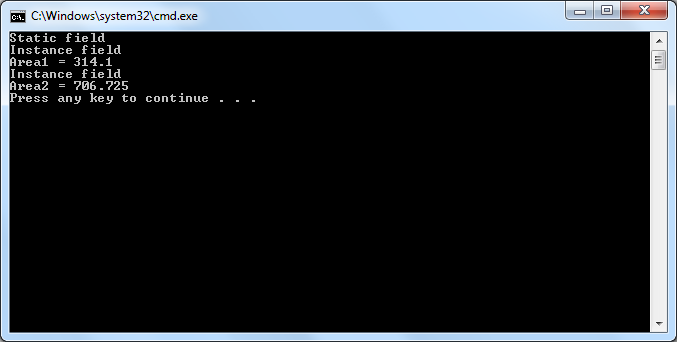 C:\Windows\system32\cmd.exe
Static field
Instance field
Area1 = 314.1
Instance field
Area2 = 706.725
Press any key to continue . . .